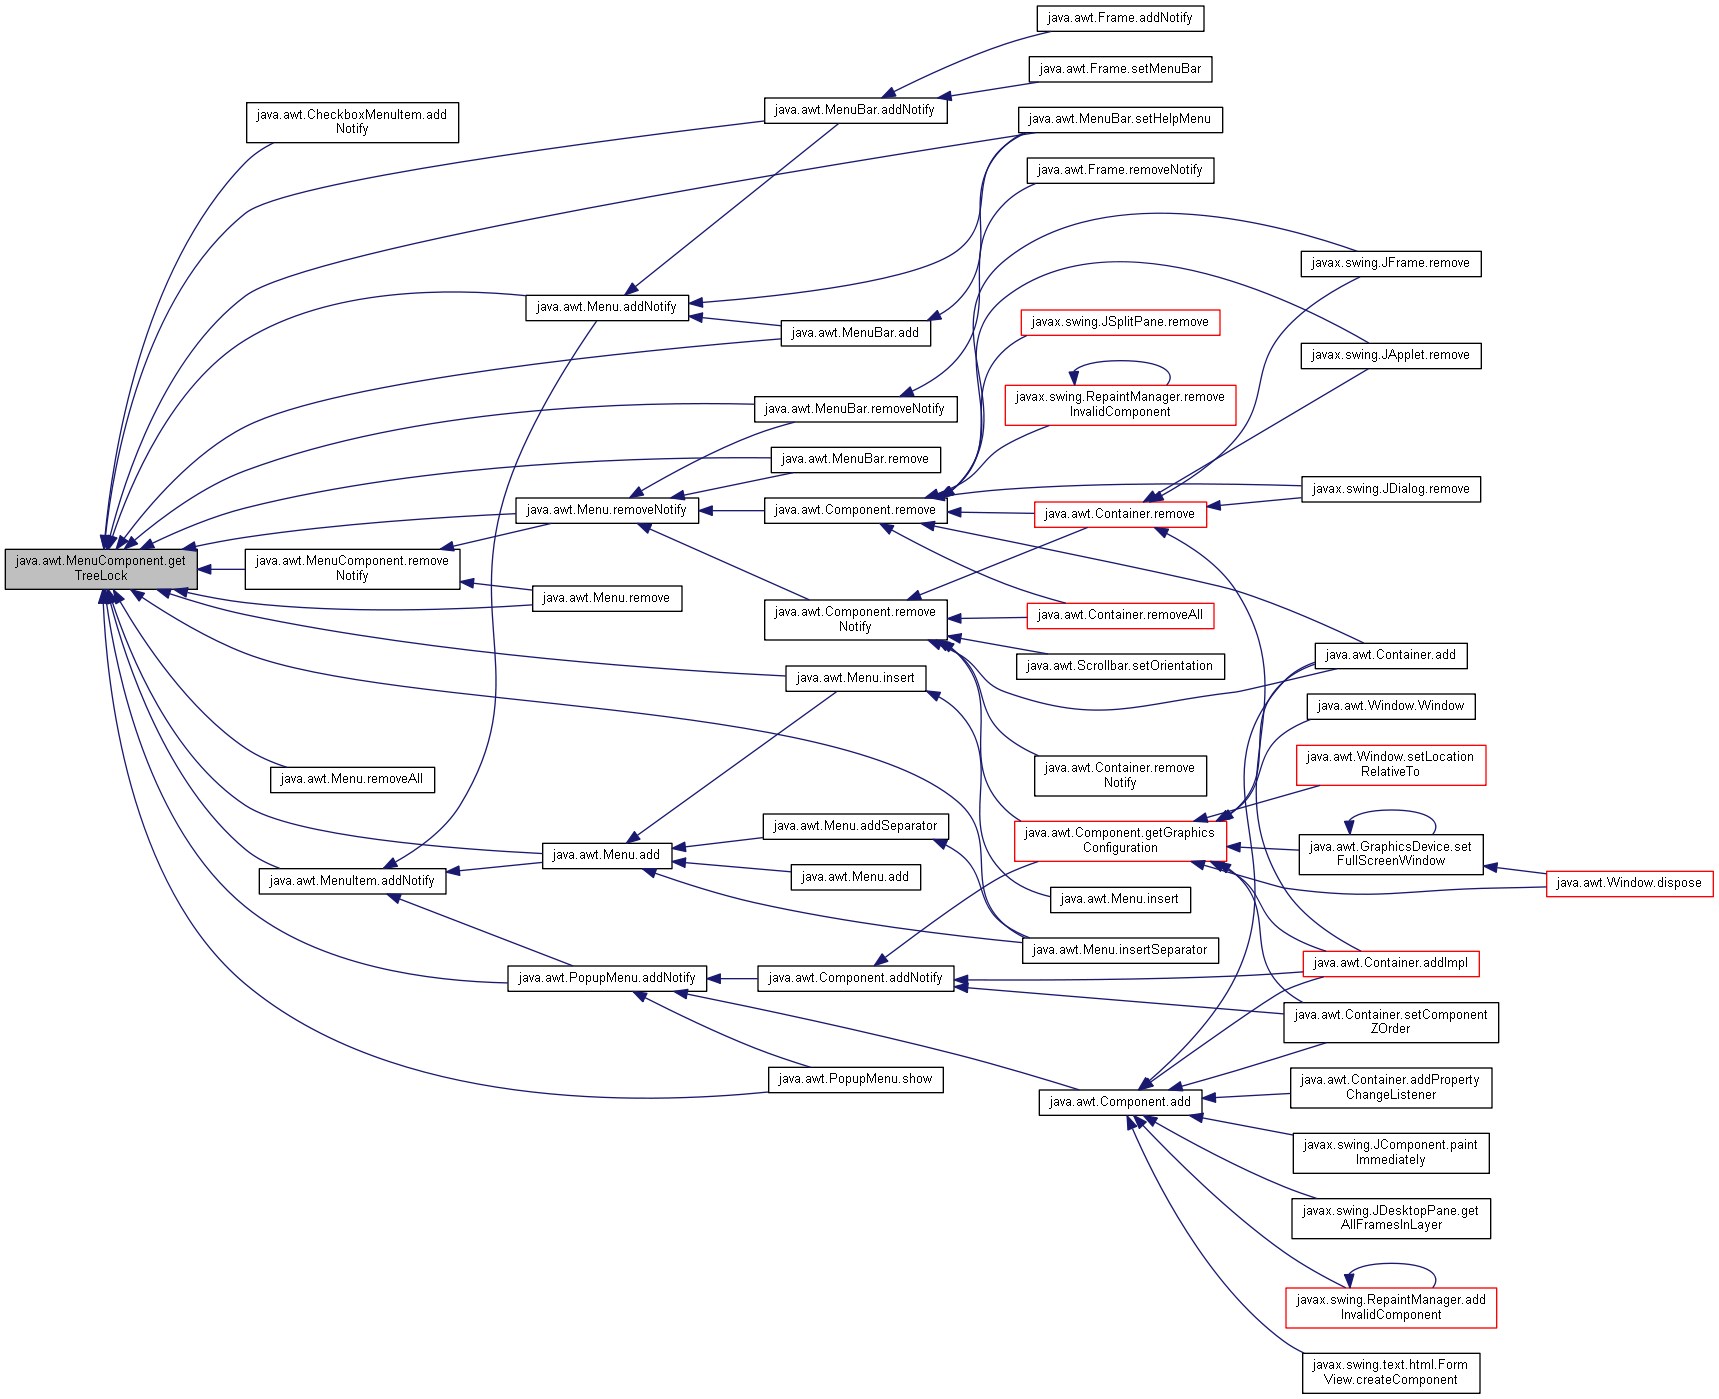 java.awt.Frame.addNotify
java.awt.Frame.setMenuBar
java.awt.CheckboxMenuItem.add
Notify
java.awt.MenuBar.addNotify
java.awt.MenuBar.setHelpMenu
java.awt.Frame.removeNotify
javax.swing.JFrame.remove
java.awt.Menu.addNotify
java.awt.MenuBar.add
javax.swing.JSplitPane.remove
javax.swing.JApplet.remove
javax.swing.RepaintManager.remove
InvalidComponent
java.awt.MenuBar.removeNotify
java.awt.MenuBar.remove
javax.swing.JDialog.remove
java.awt.Menu.removeNotify
java.awt.Component.remove
java.awt.Container.remove
java.awt.MenuComponent.get
TreeLock
java.awt.MenuComponent.remove
Notify
java.awt.Menu.remove
java.awt.Component.remove
Notify
java.awt.Container.removeAll
java.awt.Container.add
java.awt.Scrollbar.setOrientation
java.awt.Menu.insert
java.awt.Window.Window
java.awt.Window.setLocation
RelativeTo
java.awt.Container.remove
Notify
java.awt.Menu.removeAll
java.awt.Menu.addSeparator
java.awt.Component.getGraphics
Configuration
java.awt.GraphicsDevice.set
FullScreenWindow
java.awt.Menu.add
java.awt.Menu.add
java.awt.MenuItem.addNotify
java.awt.Window.dispose
java.awt.Menu.insert
java.awt.Menu.insertSeparator
java.awt.Container.addImpl
java.awt.PopupMenu.addNotify
java.awt.Component.addNotify
java.awt.Container.setComponent
ZOrder
java.awt.PopupMenu.show
java.awt.Container.addProperty
ChangeListener
java.awt.Component.add
javax.swing.JComponent.paint
Immediately
javax.swing.JDesktopPane.get
AllFramesInLayer
javax.swing.RepaintManager.add
InvalidComponent
javax.swing.text.html.Form
View.createComponent